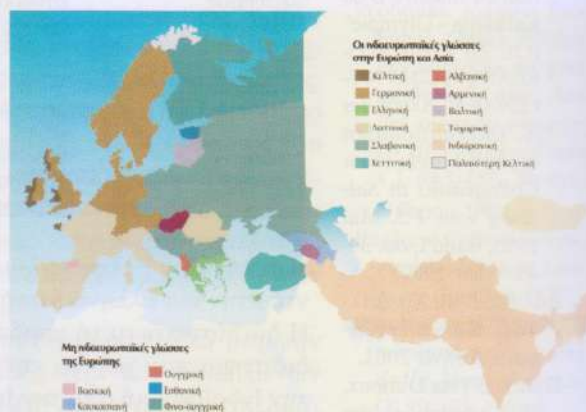 Οι ινδοευρωπαϊκές γλώσσες
στην Ευρώπη και Ασία
Κελτική
Γερμανική
Ελληνική
Λατινική
Σλαβονική
Χεττιτική
Αλβανική
Αρμενική
Βαλτική
Τοχαρική
Ινδοϊρανική
Παλαιότερη Κελτική
Μη ινδοευρωπαϊκές γλώσσες
της Ευρώπης
Βασκική
Καυκασιανή
Ουγγρική
Εσθονική
Φινο-ουγγρική